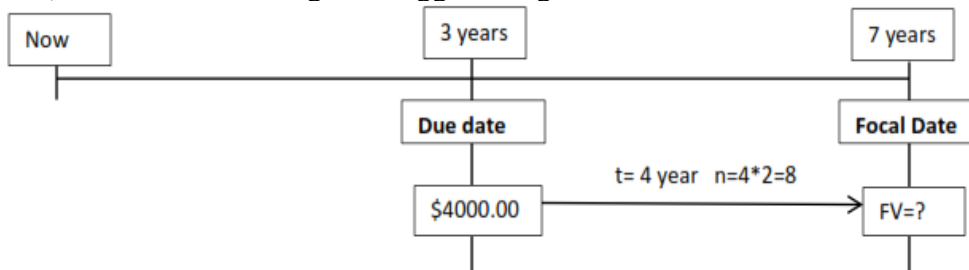 Now
3 years
7 years
Due date
Focal Date
t= 4 year n=4*2=8
$4000.00
FV=?